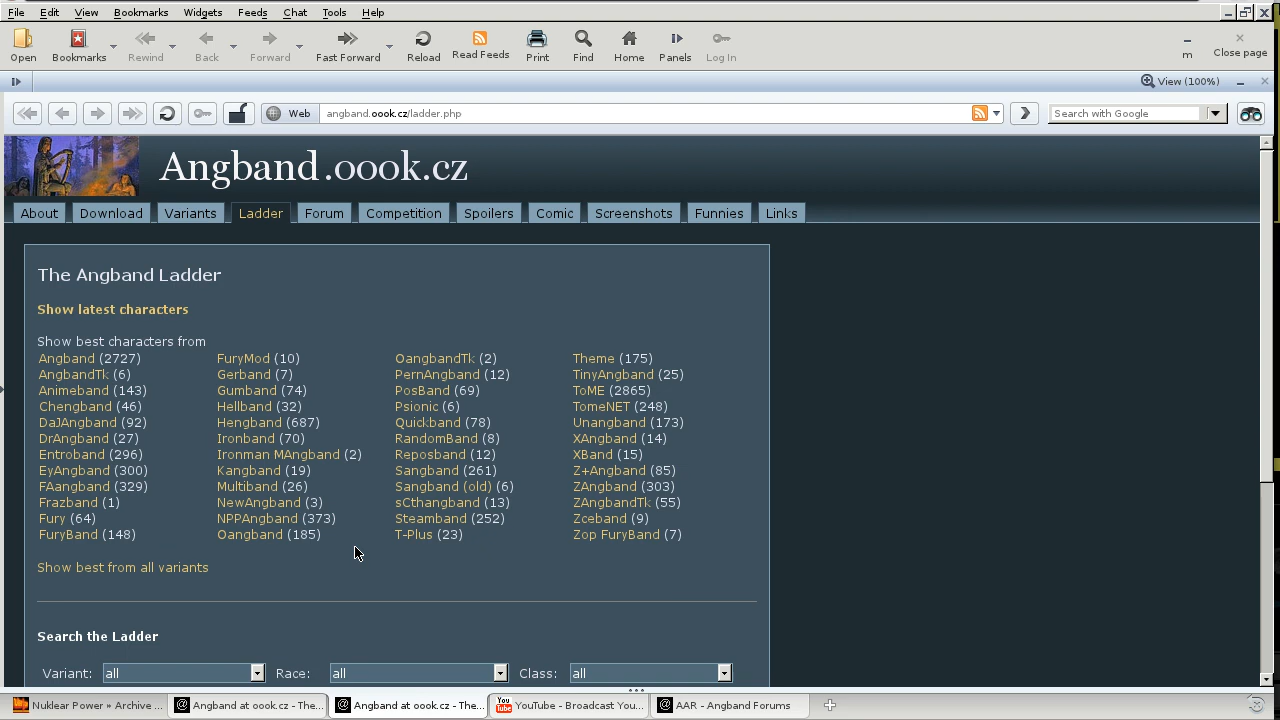 File Edit View Bookmarks Widgets Feeds Chat Tools Help
Open Bookmarks Rewind Back Forward Fast Forward Reload Read Feeds Print Find Home Panels Log In m Close page
View (100%)
Web angband.oook.cz/ladder.php Search with Google
Angband.oook.cz
About Download Variants Ladder Forum Competition Spoilers Comic Screenshots Funnies Links
The Angband Ladder
Show latest characters
Show best characters from
Angband (2727) FuryMod (10) OangbandTk (2) Theme (175)
AngbandTk (6) Gerband (7) PernAngband (12) TinyAngband (25)
Animeband (143) Gumband (74) PosBand (69) ToME (2865)
Chengband (46) Hellband (32) Psionic (6) TomeNET (248)
DaJAngband (92) Hengband (687) Quickband (78) Unangband (173)
DrAngband (27) Ironband (70) RandomBand (8) XAngband (14)
Entroband (296) Ironman MAngband (2) Reposband (12) XBand (15)
EyAngband (300) Kangband (19) Sangband (261) Z+Angband (85)
FAangband (329) Multiband (26) Sangband (old) (6) ZAngband (303)
Frazband (1) NewAngband (3) sCthangband (13) ZAngbandTk (55)
Fury (64) NPPAngband (373) Steamband (252) Zceband (9)
FuryBand (148) Oangband (185) T-Plus (23) Zop FuryBand (7)
Show best from all variants
Search the Ladder
Variant: all Race: all Class: all
Nuklear Power » Archive ... Angband at oook.cz - The... Angband at oook.cz - The... YouTube - Broadcast You... AAR - Angband Forums